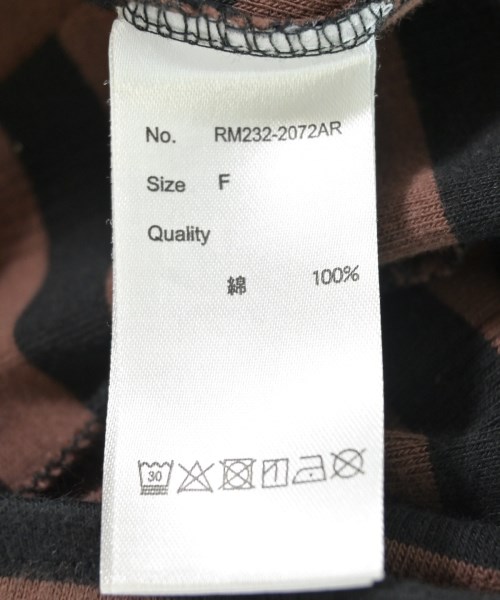 No. RM232-2072AR
Size F
Quality
綿 100%
30